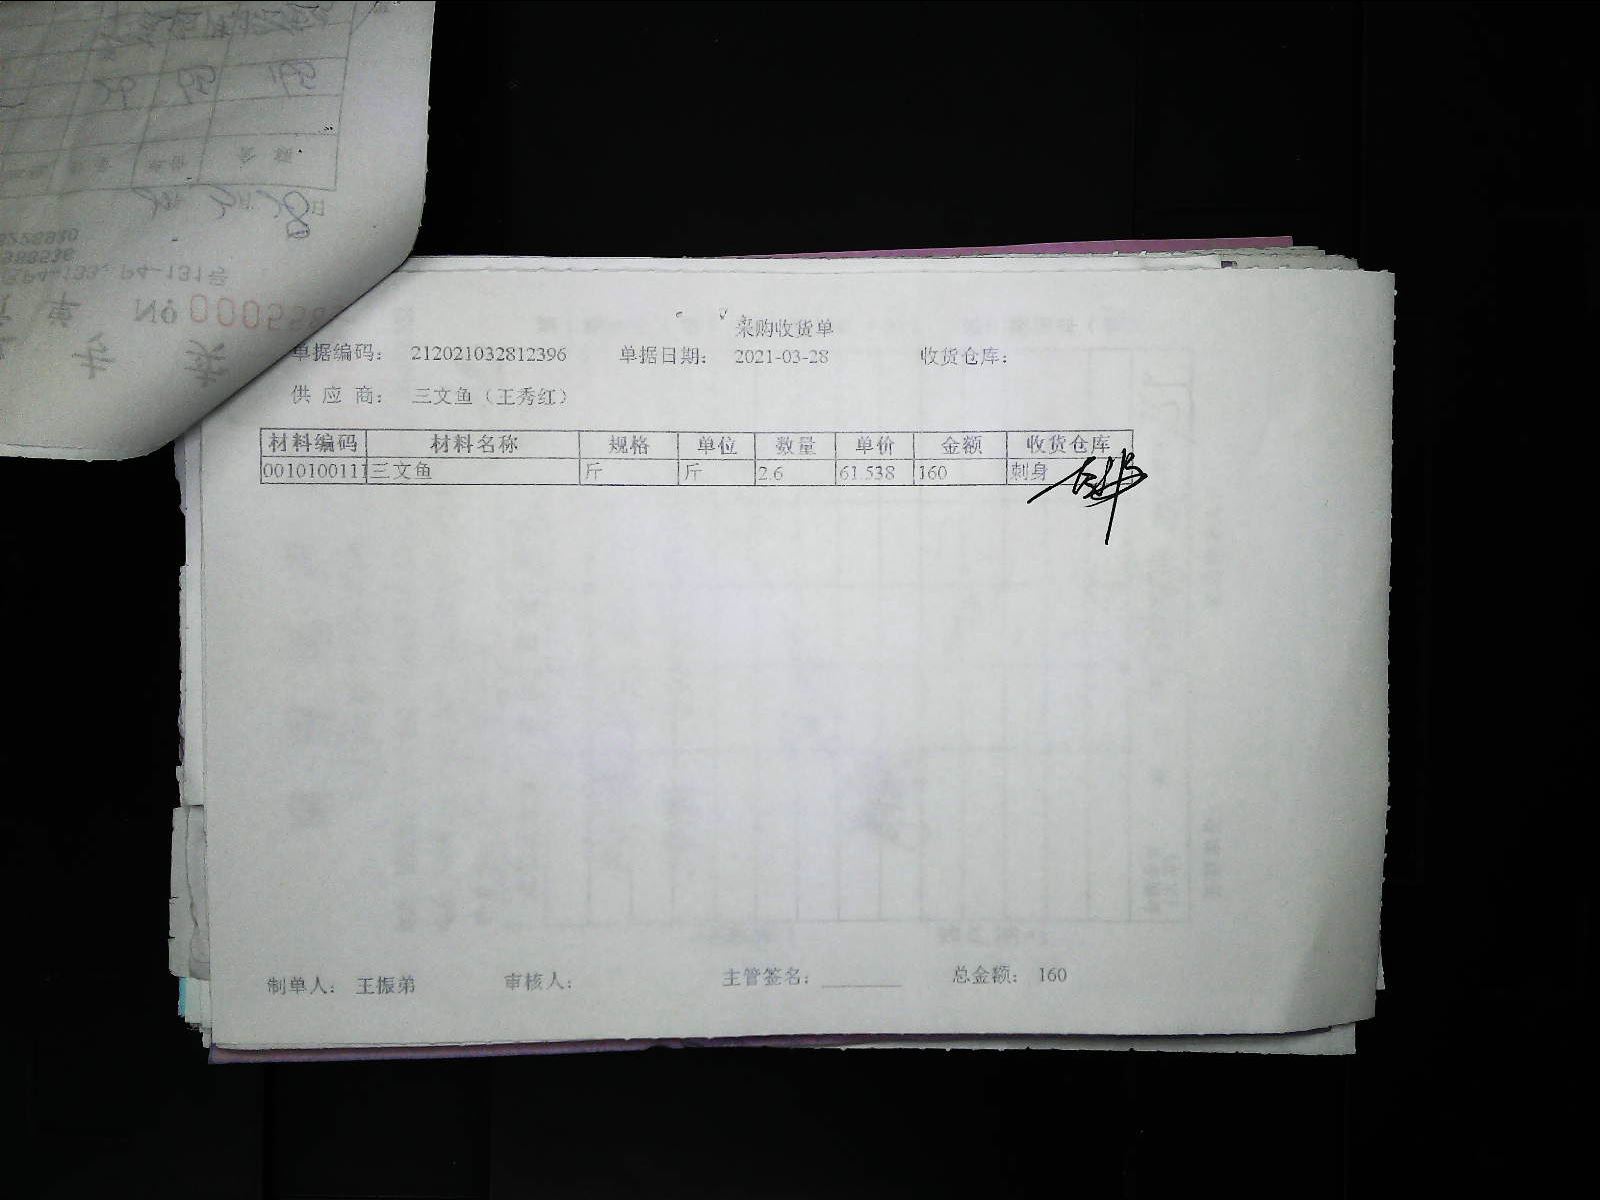 采购收货单
单据编码： 212021032812396 单据日期： 2021-03-28 收货仓库：
供 应 商： 三文鱼（王秀红）
材料编码 材料名称 规格 单位 数量 单价 金额 收货仓库
0010100111 三文鱼 斤 斤 2.6 61.538 160 刺身
制单人： 王振弟 审核人： 主管签名： 总金额： 160